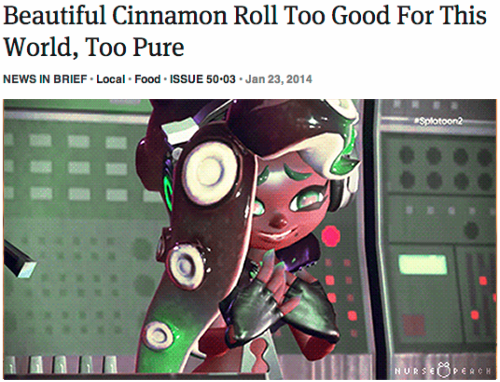 Beautiful Cinnamon Roll Too Good For This
World, Too Pure
NEWS IN BRIEF • Local • Food • ISSUE 50•03 • Jan 23, 2014
#Splatoon2
NURSE PEACH